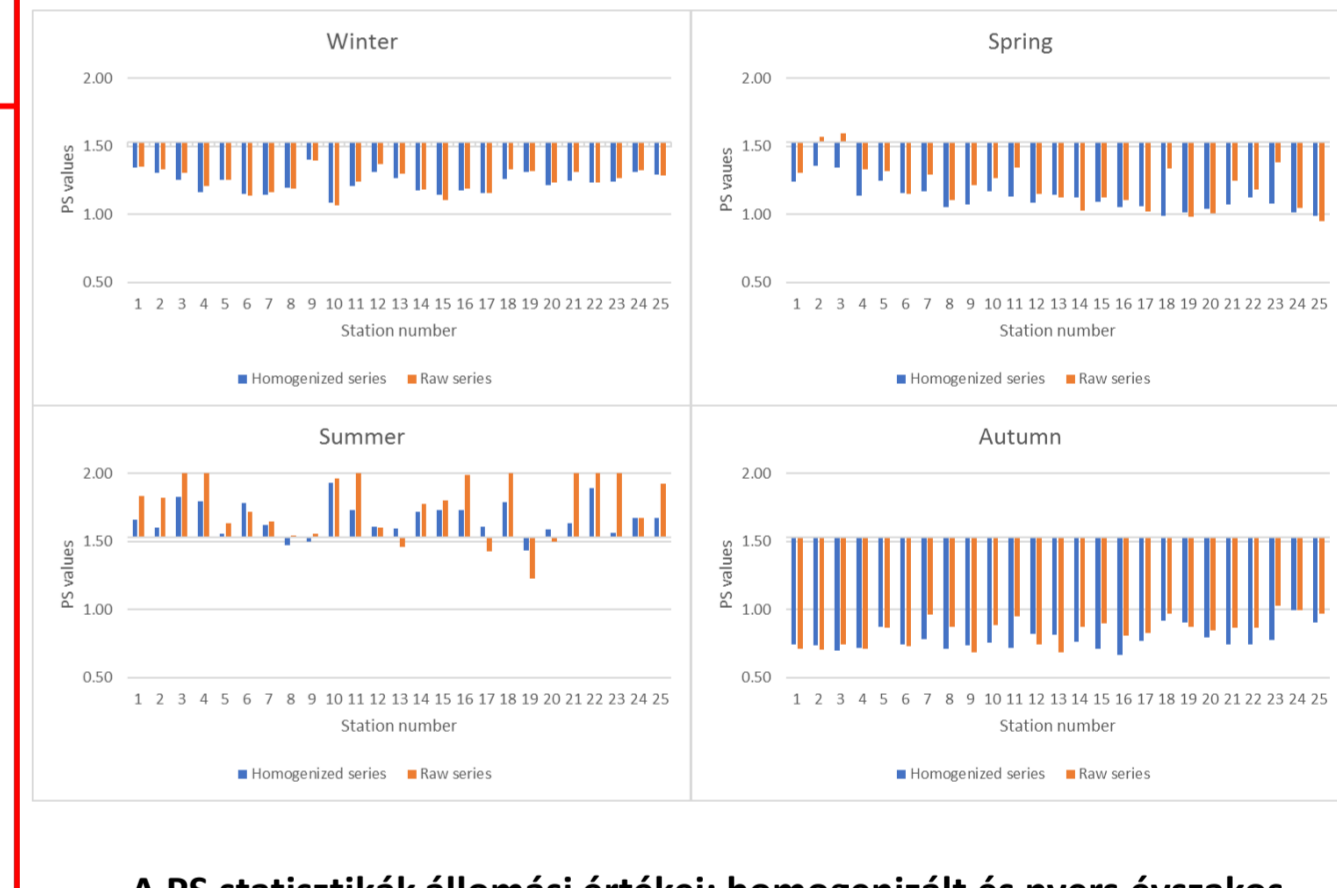 Winter
2.00
1.50
1.00
0.50
PS values
1 2 3 4 5 6 7 8 9 10 11 12 13 14 15 16 17 18 19 20 21 22 23 24 25
Station number
Homogenized series Raw series
Spring
2.00
1.50
1.00
0.50
PS vaues
1 2 3 4 5 6 7 8 9 10 11 12 13 14 15 16 17 18 19 20 21 22 23 24 25
Station number
Homogenized series Raw series
Summer
2.00
1.50
1.00
0.50
PS values
1 2 3 4 5 6 7 8 9 10 11 12 13 14 15 16 17 18 19 20 21 22 23 24 25
Station number
Homogenized series Raw series
Autumn
2.00
1.50
1.00
0.50
PS values
1 2 3 4 5 6 7 8 9 10 11 12 13 14 15 16 17 18 19 20 21 22 23 24 25
Station number
Homogenized series Raw series
A PS statisztikák állomási értékei: homogenizált és nyers évszakos